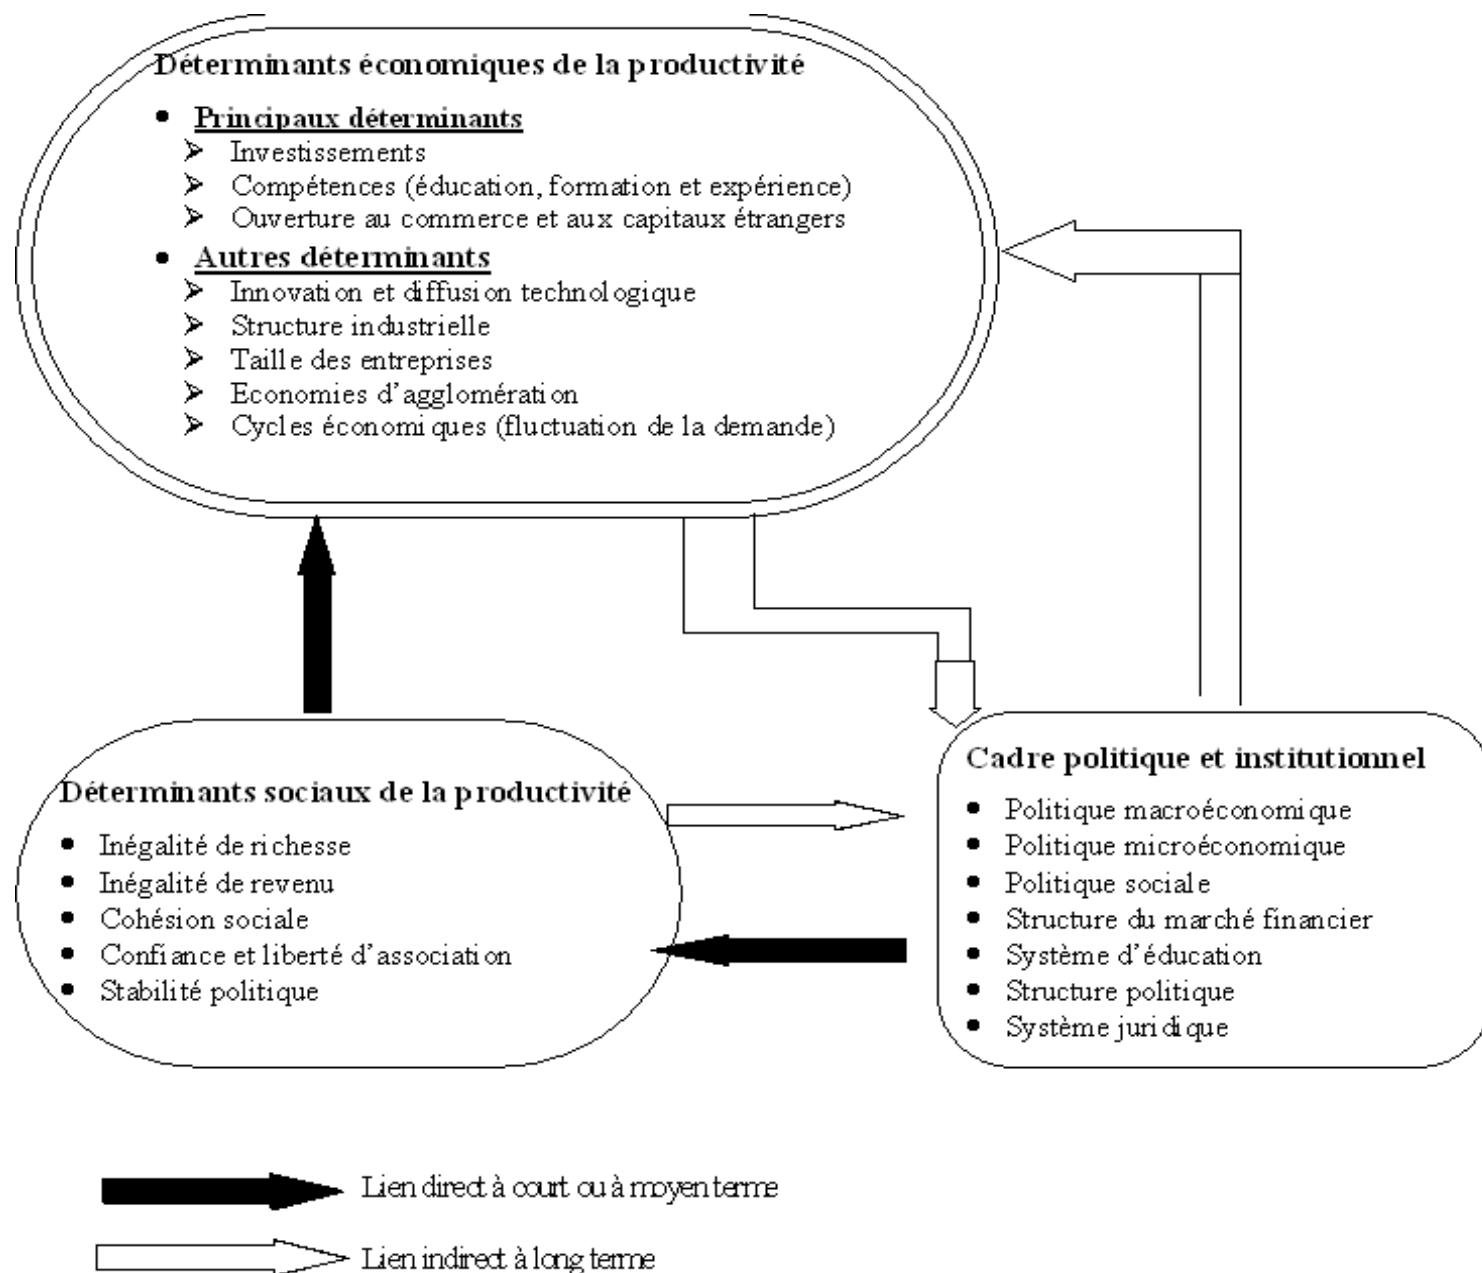 Déterminants économiques de la productivité
• Principaux déterminants
➢ Investissements
➢ Compétences (éducation, formation et expérience)
➢ Ouverture au commerce et aux capitaux étrangers
• Autres déterminants
➢ Innovation et diffusion technologique
➢ Structure industrielle
➢ Taille des entreprises
➢ Economies d'agglomération
➢ Cycles économiques (fluctuation de la demande)
Déterminants sociaux de la productivité
• Inégalité de richesse
• Inégalité de revenu
• Cohésion sociale
• Confiance et liberté d'association
• Stabilité politique
Cadre politique et institutionnel
• Politique macroéconomique
• Politique microéconomique
• Politique sociale
• Structure du marché financier
• Système d'éducation
• Structure politique
• Système juridique
Lien direct à court ou à moyen terme
Lien indirect à long terme